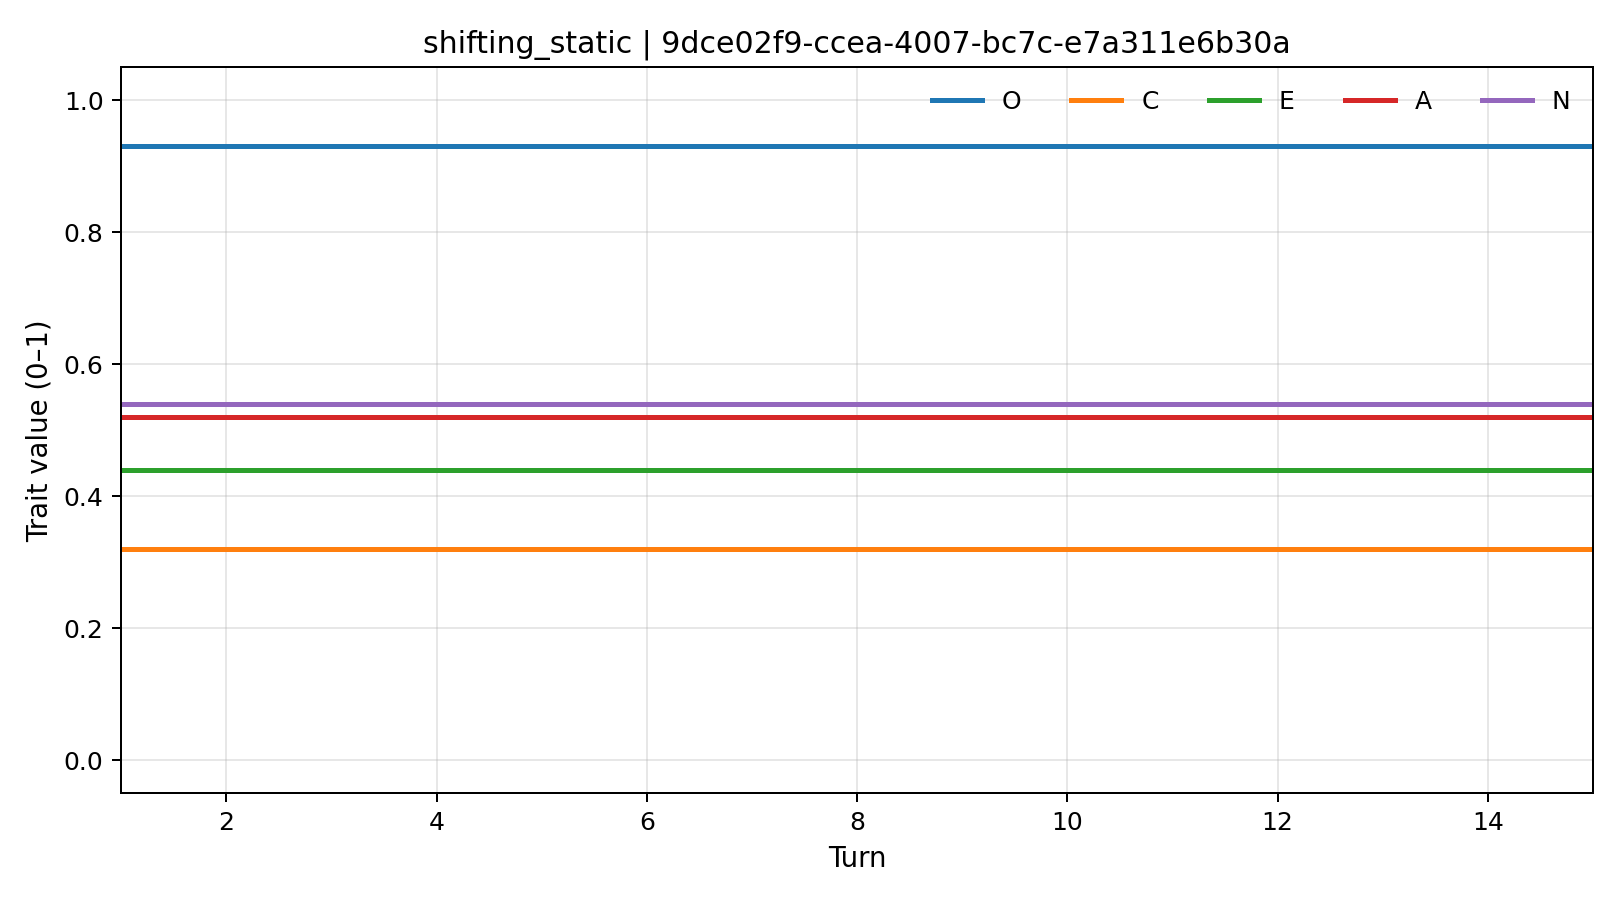 shifting_static | 9dce02f9-ccea-4007-bc7c-e7a311e6b30a
O C E A N
Trait value (0–1)
1.0
0.8
0.6
0.4
0.2
0.0
2 4 6 8 10 12 14
Turn